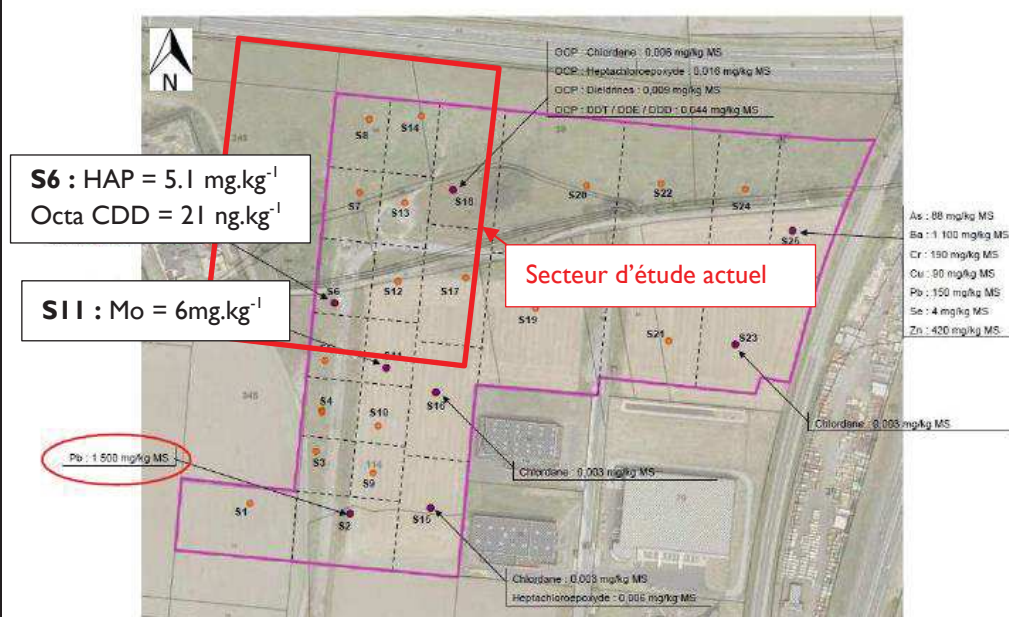 N
OCP : Chlordane : 0,006 mg/kg MS
OCP : Heptachloroepoxyde : 0,016 mg/kg MS
OCP : Dieldrines : 0,009 mg/kg MS
OCP : DDT / DDE / DDD : 0,044 mg/kg MS
S8
S14
S6 : HAP = 5.1 mg.kg-1
Octa CDD = 21 ng.kg-1
S7
S13
S18
S20
S22
S24
S25
As : 88 mg/kg MS
Ba : 1 100 mg/kg MS
Cr : 190 mg/kg MS
Cu : 90 mg/kg MS
Pb : 150 mg/kg MS
Se : 4 mg/kg MS
Zn : 420 mg/kg MS
Secteur d'étude actuel
S11 : Mo = 6mg.kg-1
S6
S12
S17
S19
S21
S23
S11
S4
S10
S16
346
Chlordane : 0,003 mg/kg MS
Pb : 1 500 mg/kg MS
S3
S9
Chlordane : 0,003 mg/kg MS
S1
S2
S15
Chlordane : 0,003 mg/kg MS
Heptachloroepoxyde : 0,006 mg/kg MS